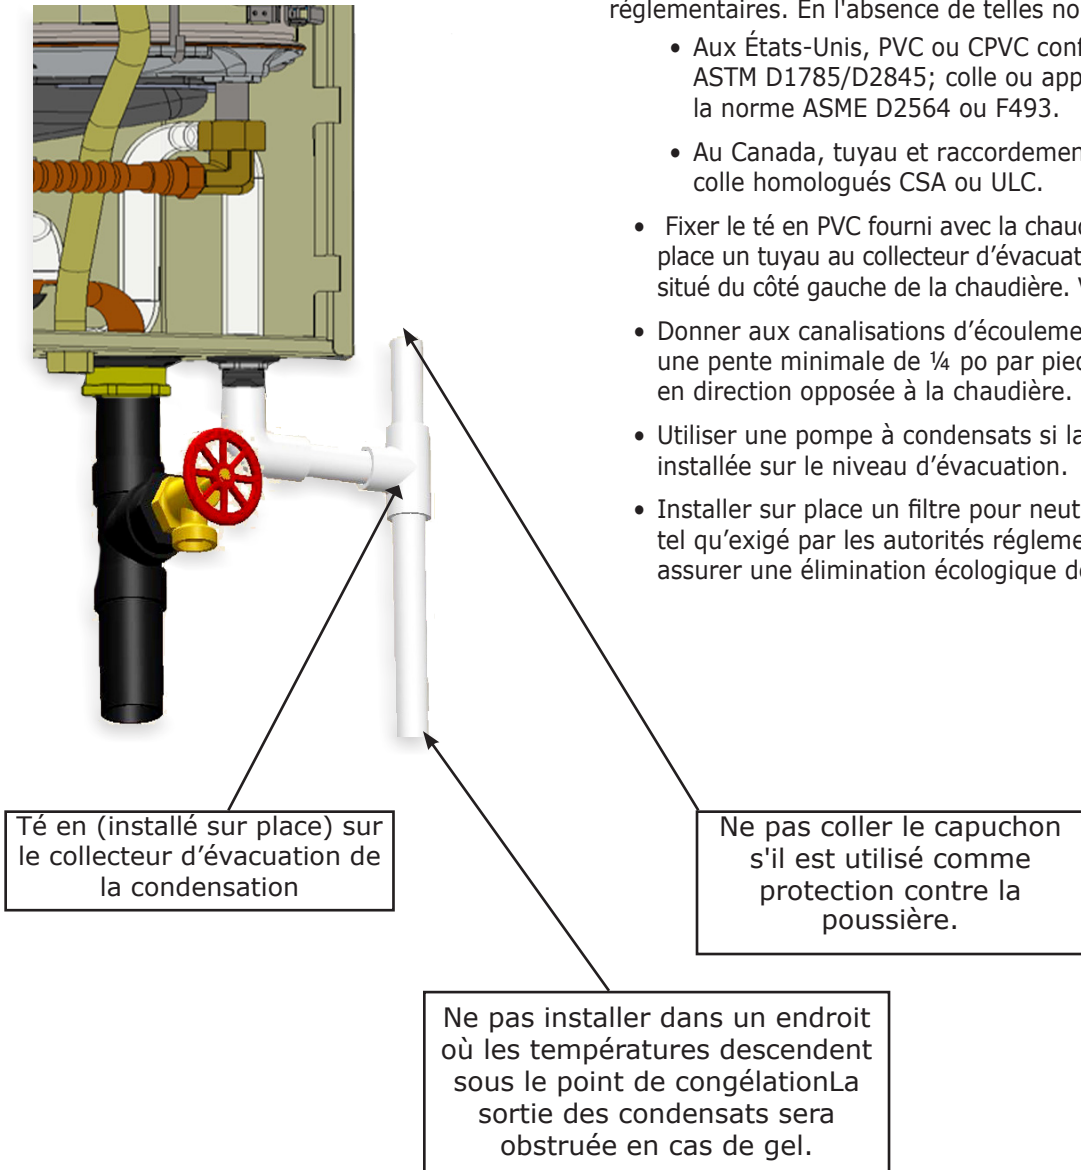 réglementaires. En l'absence de telles no
• Aux États-Unis, PVC ou CPVC conf
ASTM D1785/D2845; colle ou app
la norme ASME D2564 ou F493.
• Au Canada, tuyau et raccordemen
colle homologués CSA ou ULC.
• Fixer le té en PVC fourni avec la chaud
place un tuyau au collecteur d’évacuat
situé du côté gauche de la chaudière. V
• Donner aux canalisations d’écouleme
une pente minimale de ¼ po par pied
en direction opposée à la chaudière.
• Utiliser une pompe à condensats si la
installée sur le niveau d’évacuation.
• Installer sur place un filtre pour neut
tel qu’exigé par les autorités régleme
assurer une élimination écologique de
Té en (installé sur place) sur
le collecteur d’évacuation de
la condensation
Ne pas coller le capuchon
s'il est utilisé comme
protection contre la
poussière.
Ne pas installer dans un endroit
où les températures descendent
sous le point de congélationLa
sortie des condensats sera
obstruée en cas de gel.